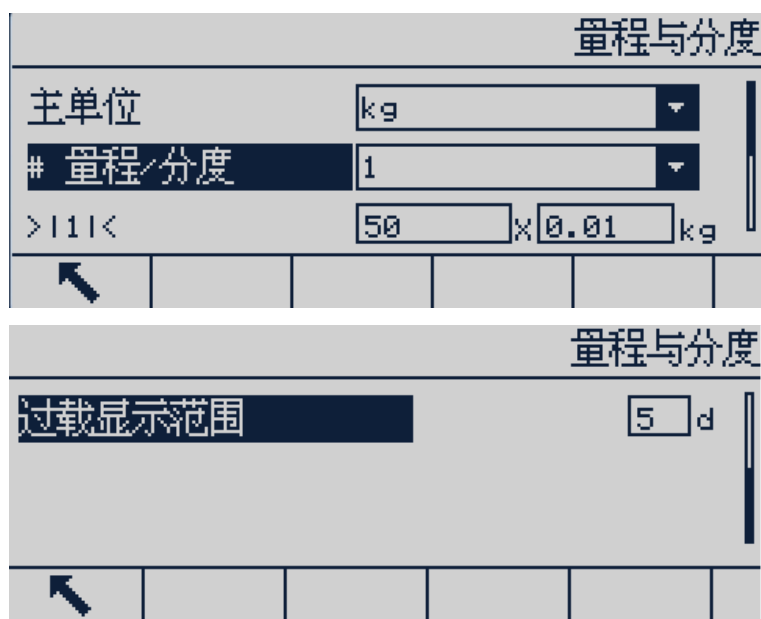 量程与分度
主单位 kg
# 量程/分度 1
>|1|< 50 x 0.01 kg
量程与分度
过载显示范围 5 d